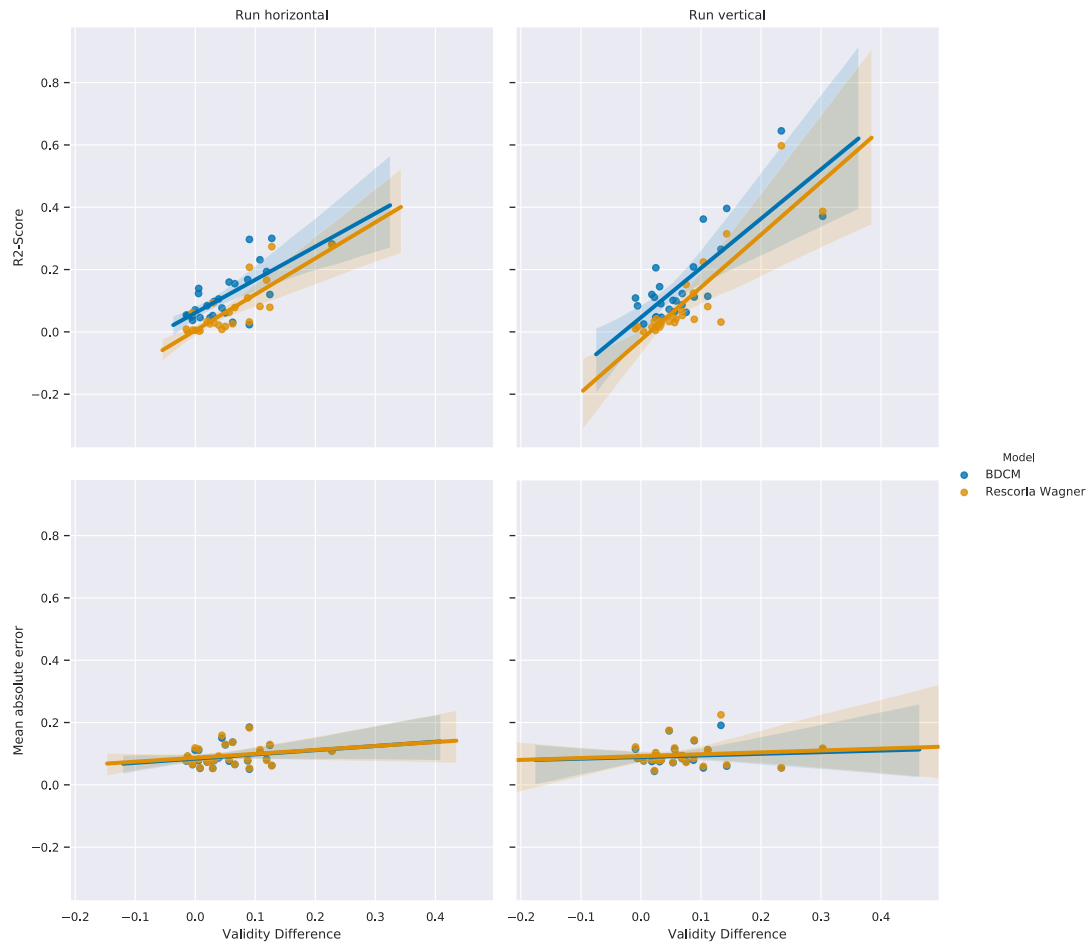 Run horizontal
Run vertical
R2-Score
0.8
0.6
0.4
0.2
0.0
−0.2
Model
BDCM
Rescorla Wagner
Mean absolute error
0.8
0.6
0.4
0.2
0.0
−0.2
−0.2 −0.1 0.0 0.1 0.2 0.3 0.4
−0.2 −0.1 0.0 0.1 0.2 0.3 0.4
Validity Difference
Validity Difference